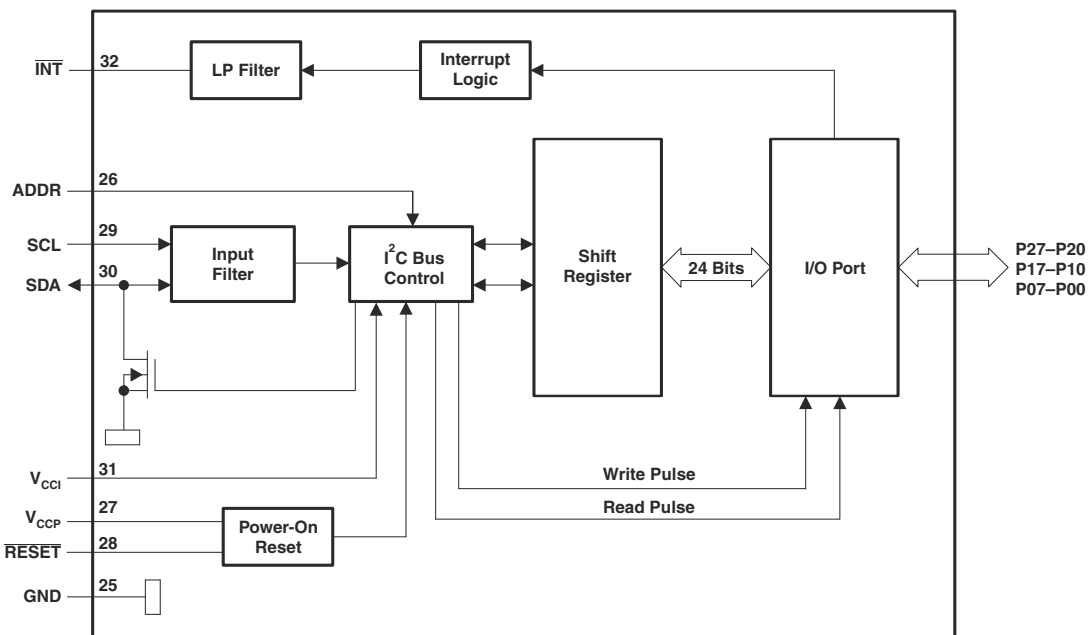 INT
32
LP Filter
Interrupt
Logic
ADDR
26
SCL
29
SDA
30
Input
Filter
I²C Bus
Control
Shift
Register
24 Bits
I/O Port
P27–P20
P17–P10
P07–P00
VCCI
31
Write Pulse
VCCP
27
Read Pulse
RESET
28
Power-On
Reset
GND
25